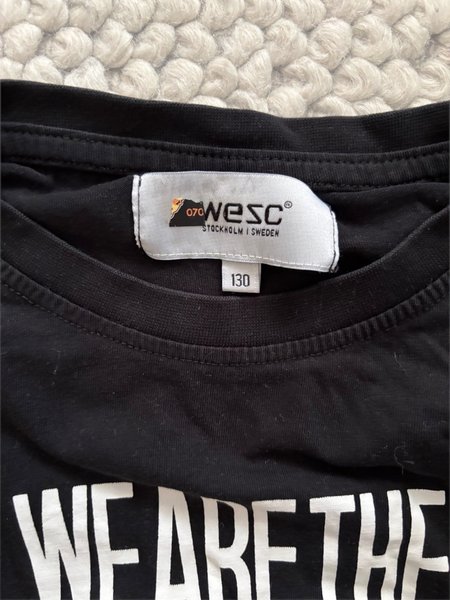 070
wesc®
STOCKHOLM | SWEDEN
130
WE ARE THE